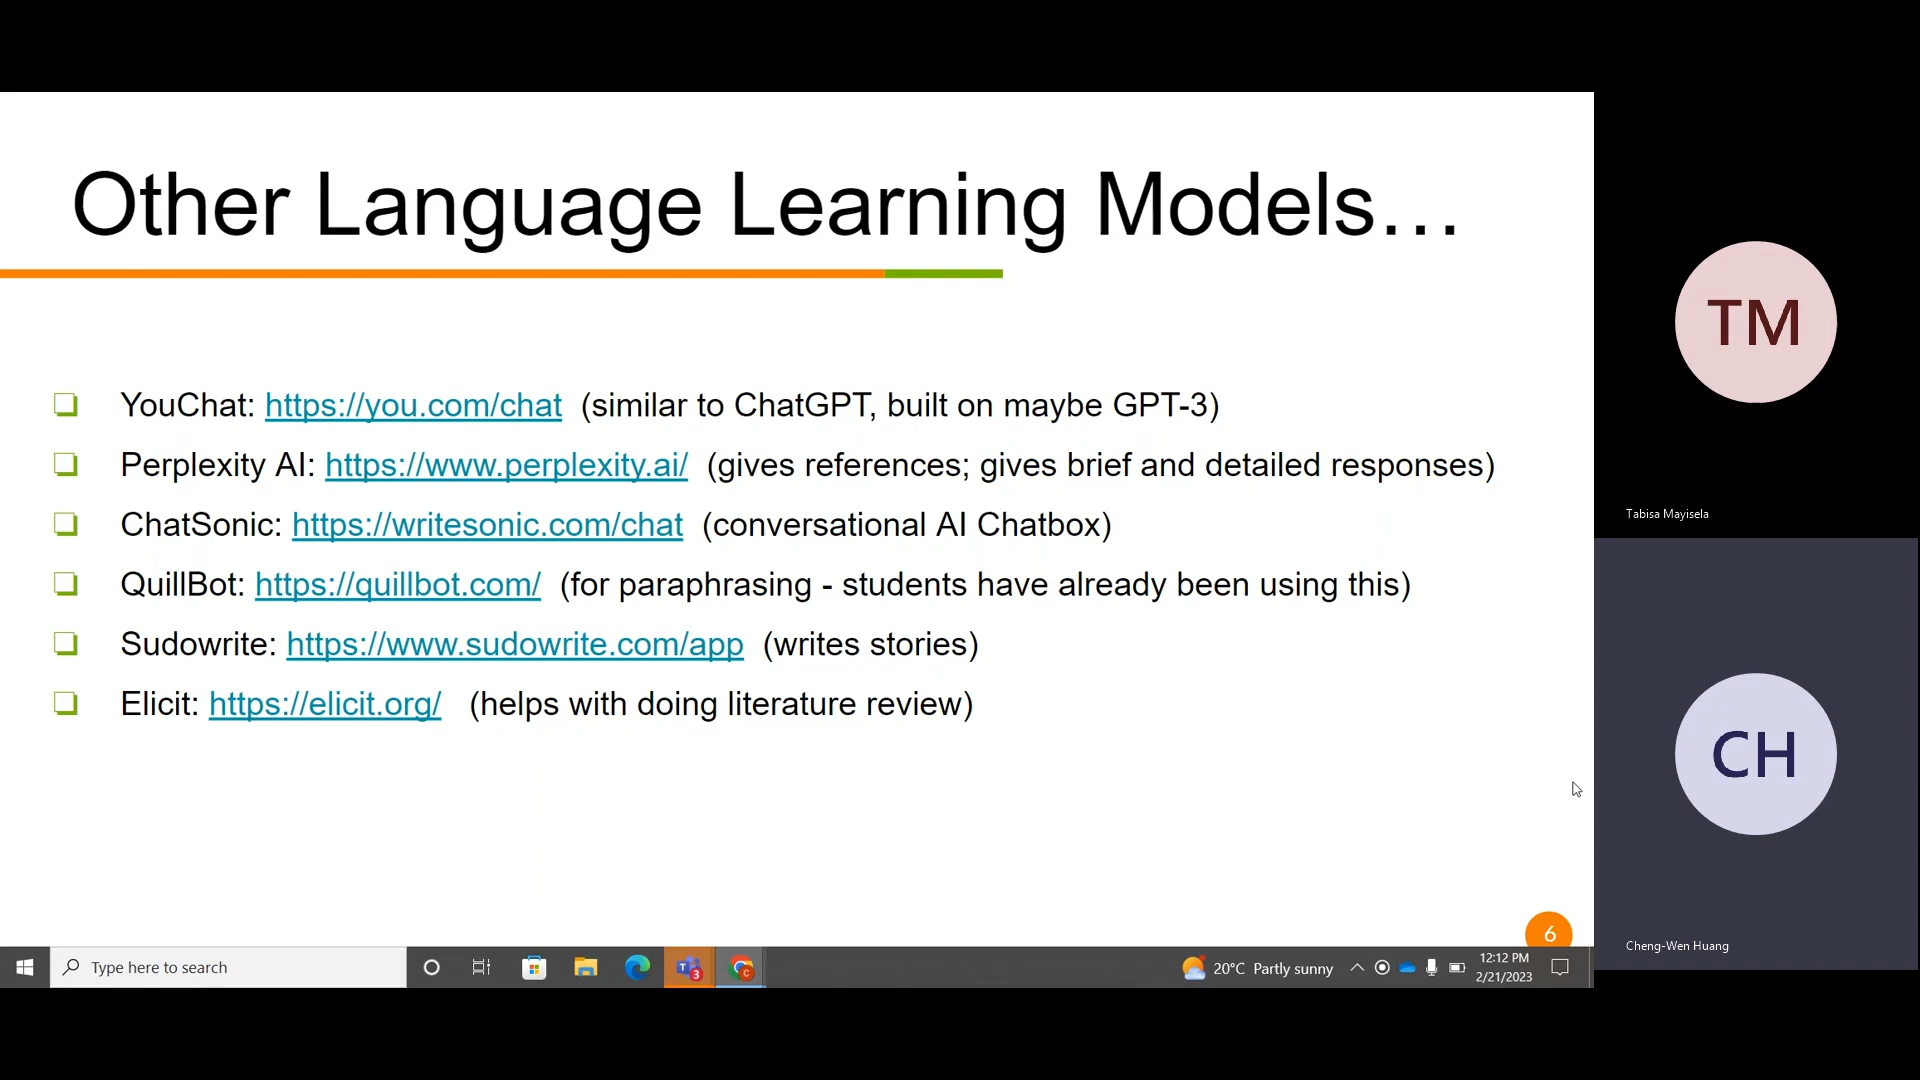 Other Language Learning Models…
YouChat: https://you.com/chat (similar to ChatGPT, built on maybe GPT-3)
Perplexity AI: https://www.perplexity.ai/ (gives references; gives brief and detailed responses)
ChatSonic: https://writesonic.com/chat (conversational AI Chatbox)
QuillBot: https://quillbot.com/ (for paraphrasing - students have already been using this)
Sudowrite: https://www.sudowrite.com/app (writes stories)
Elicit: https://elicit.org/ (helps with doing literature review)
6
TM
Tabisa Mayisela
CH
Cheng-Wen Huang
Type here to search
T
3
C
20°C Partly sunny
12:12 PM
2/21/2023